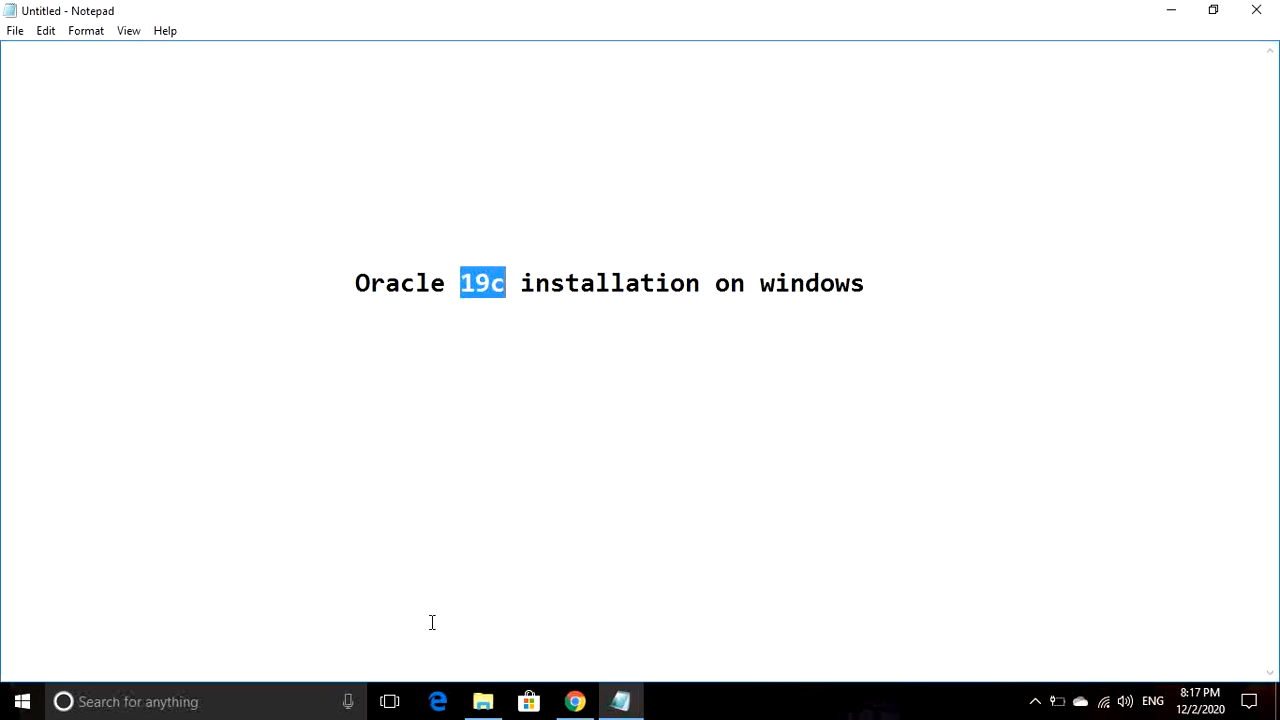 Untitled - Notepad
File Edit Format View Help
Oracle 19c installation on windows
Search for anything
ENG
8:17 PM
12/2/2020